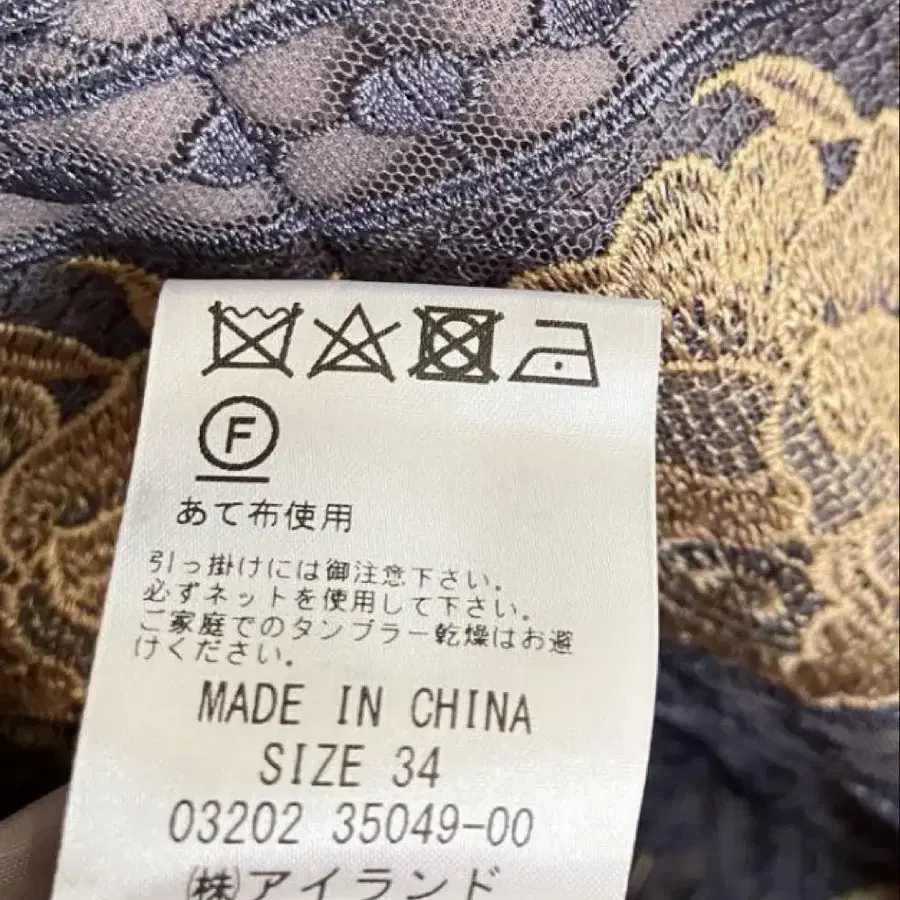 F
あて布使用
引っ掛けには御注意下さい。
必ずネットを使用して下さい。
ご家庭でのタンブラー乾燥はお避
けください。
MADE IN CHINA
SIZE 34
03202 35049-00
(株)アイランド